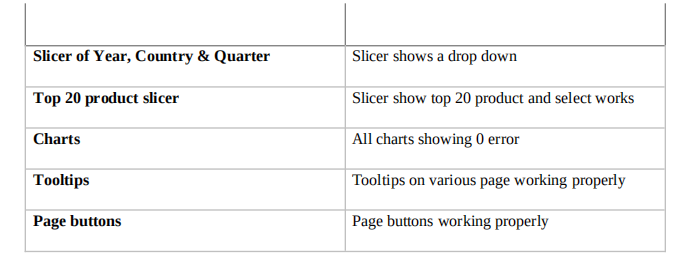 Slicer of Year, Country & Quarter
Slicer shows a drop down
Top 20 product slicer
Slicer show top 20 product and select works
Charts
All charts showing 0 error
Tooltips
Tooltips on various page working properly
Page buttons
Page buttons working properly